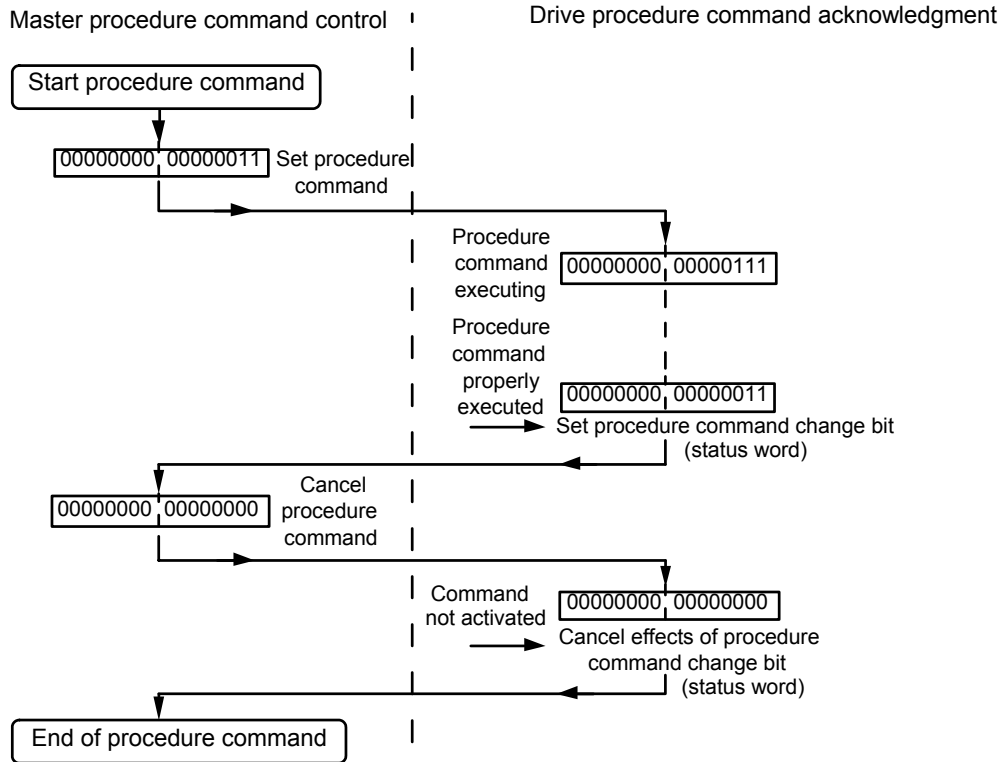 Master procedure command control
Drive procedure command acknowledgment
Start procedure command
00000000 00000011
Set procedure
command
Procedure
command
executing
00000000 00000111
Procedure
command
properly
executed
00000000 00000011
Set procedure command change bit
(status word)
00000000 00000000
Cancel
procedure
command
Command
not activated
00000000 00000000
Cancel effects of procedure
command change bit
(status word)
End of procedure command